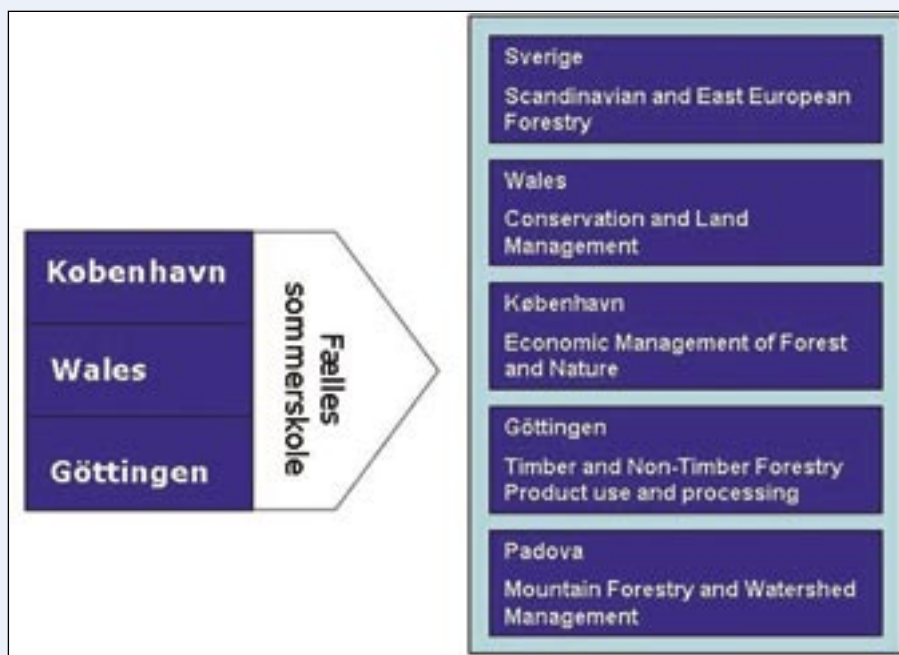 København
Wales
Göttingen
Fælles
sommerskole
Sverige
Scandinavian and East European
Forestry
Wales
Conservation and Land
Management
København
Economic Management of Forest
and Nature
Göttingen
Timber and Non-Timber Forestry
Product use and processing
Padova
Mountain Forestry and Watershed
Management